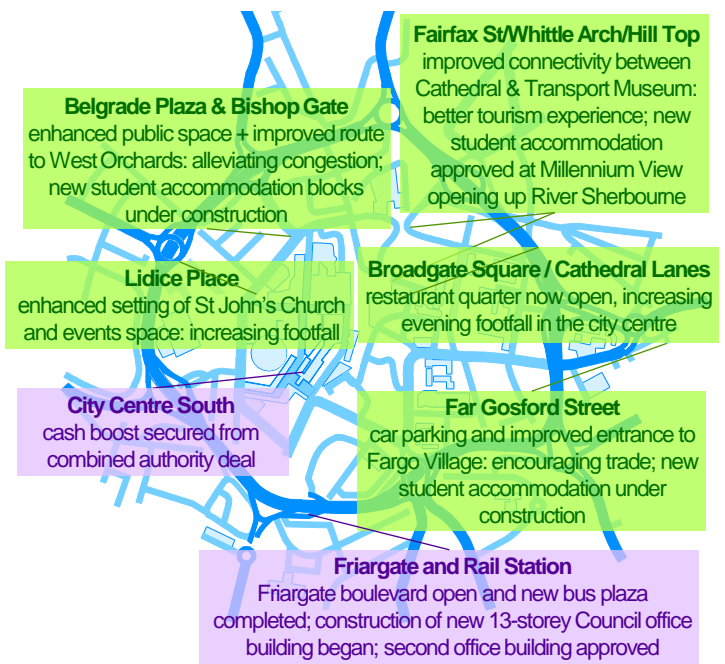 Fairfax St/Whittle Arch/Hill Top
improved connectivity between
Cathedral & Transport Museum:
better tourism experience; new
student accommodation
approved at Millennium View
opening up River Sherbourne
Belgrade Plaza & Bishop Gate
enhanced public space + improved route
to West Orchards: alleviating congestion;
new student accommodation blocks
under construction
Lidice Place
enhanced setting of St John's Church
and events space: increasing footfall
Broadgate Square / Cathedral Lanes
restaurant quarter now open, increasing
evening footfall in the city centre
City Centre South
cash boost secured from
combined authority deal
Far Gosford Street
car parking and improved entrance to
Fargo Village: encouraging trade; new
student accommodation under
construction
Friargate and Rail Station
Friargate boulevard open and new bus plaza
completed; construction of new 13-storey Council office
building began; second office building approved